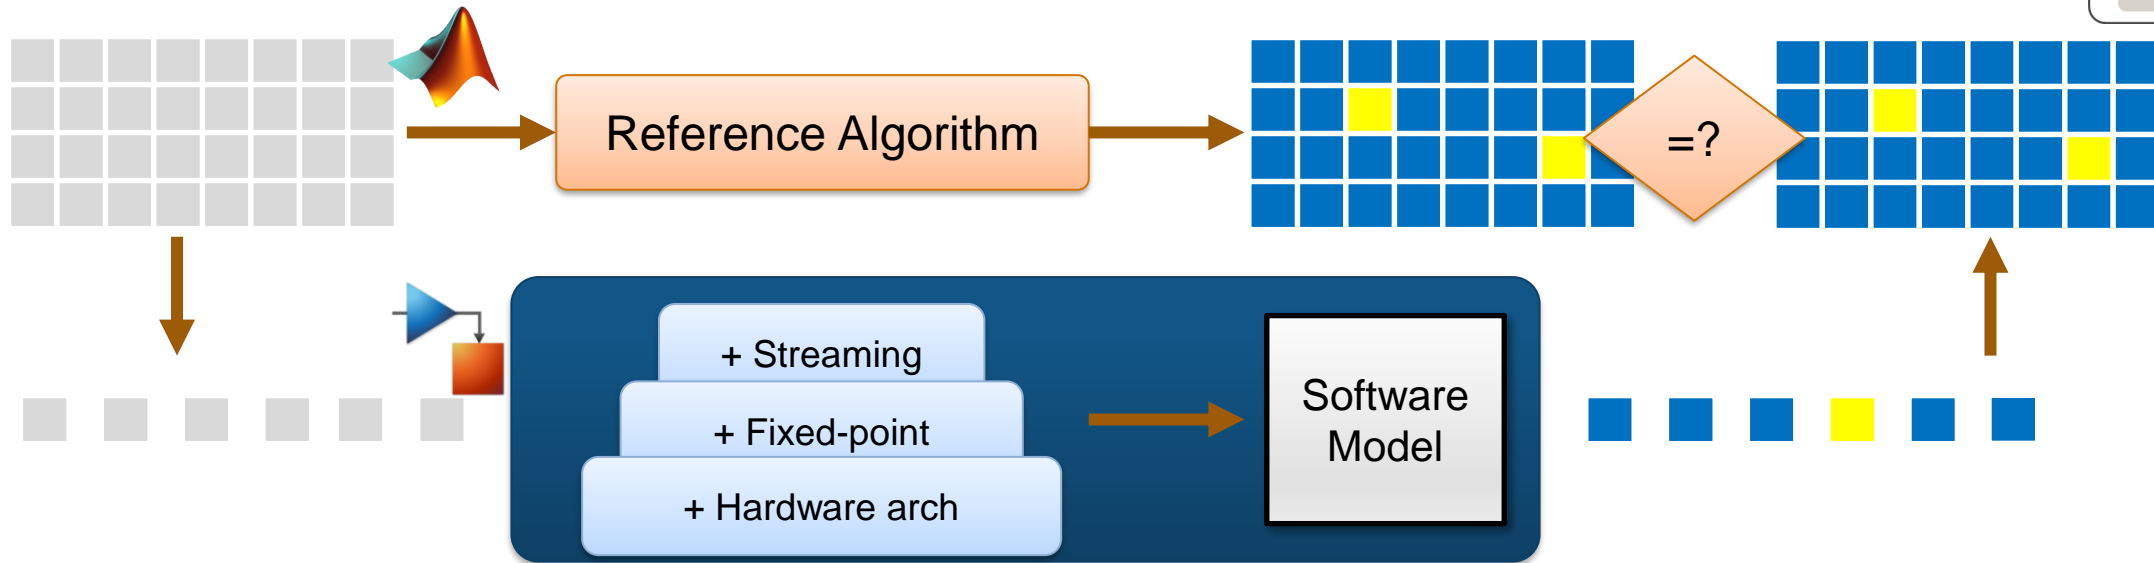 Reference Algorithm
=?
+ Streaming
+ Fixed-point
+ Hardware arch
Software
Model